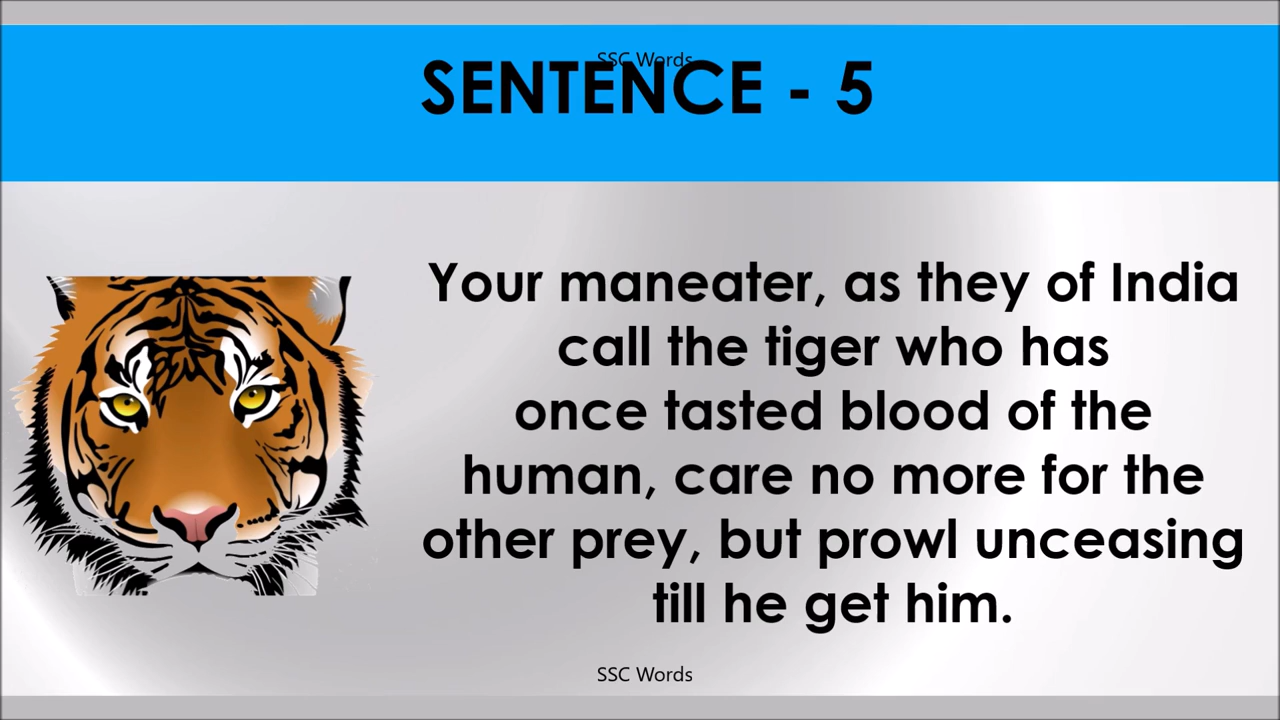 SSC Words
SENTENCE - 5
Your maneater, as they of India
call the tiger who has
once tasted blood of the
human, care no more for the
other prey, but prowl unceasing
till he get him.
SSC Words